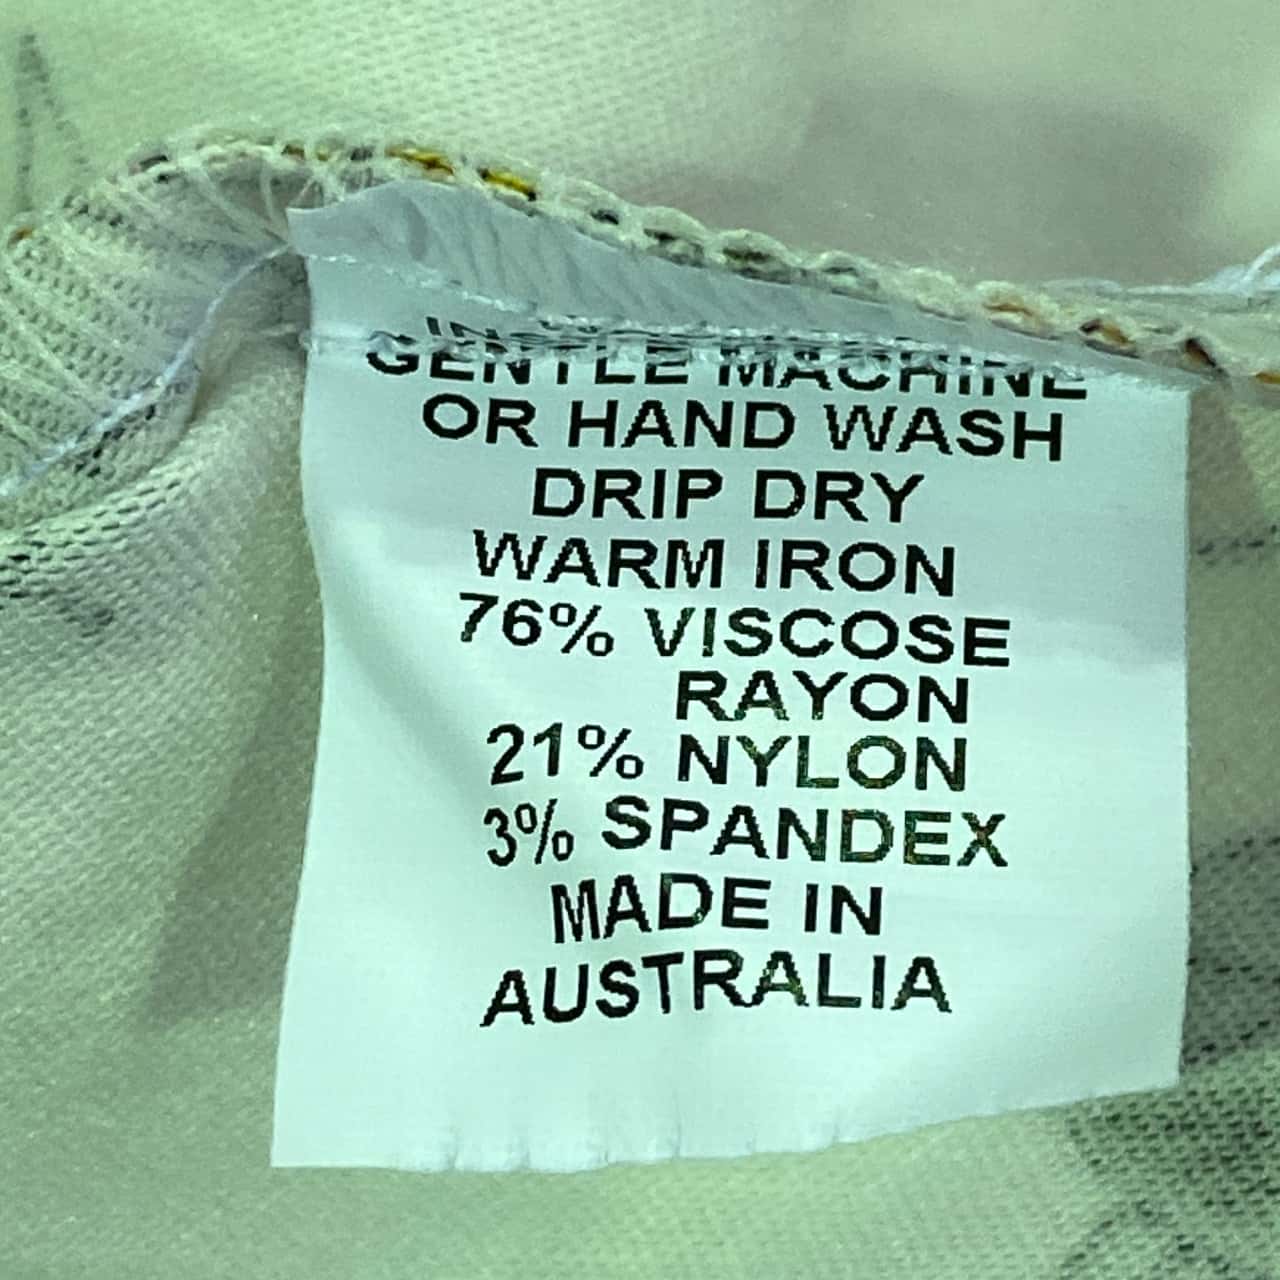 GENTLE MACHINE
OR HAND WASH
DRIP DRY
WARM IRON
76% VISCOSE
RAYON
21% NYLON
3% SPANDEX
MADE IN
AUSTRALIA